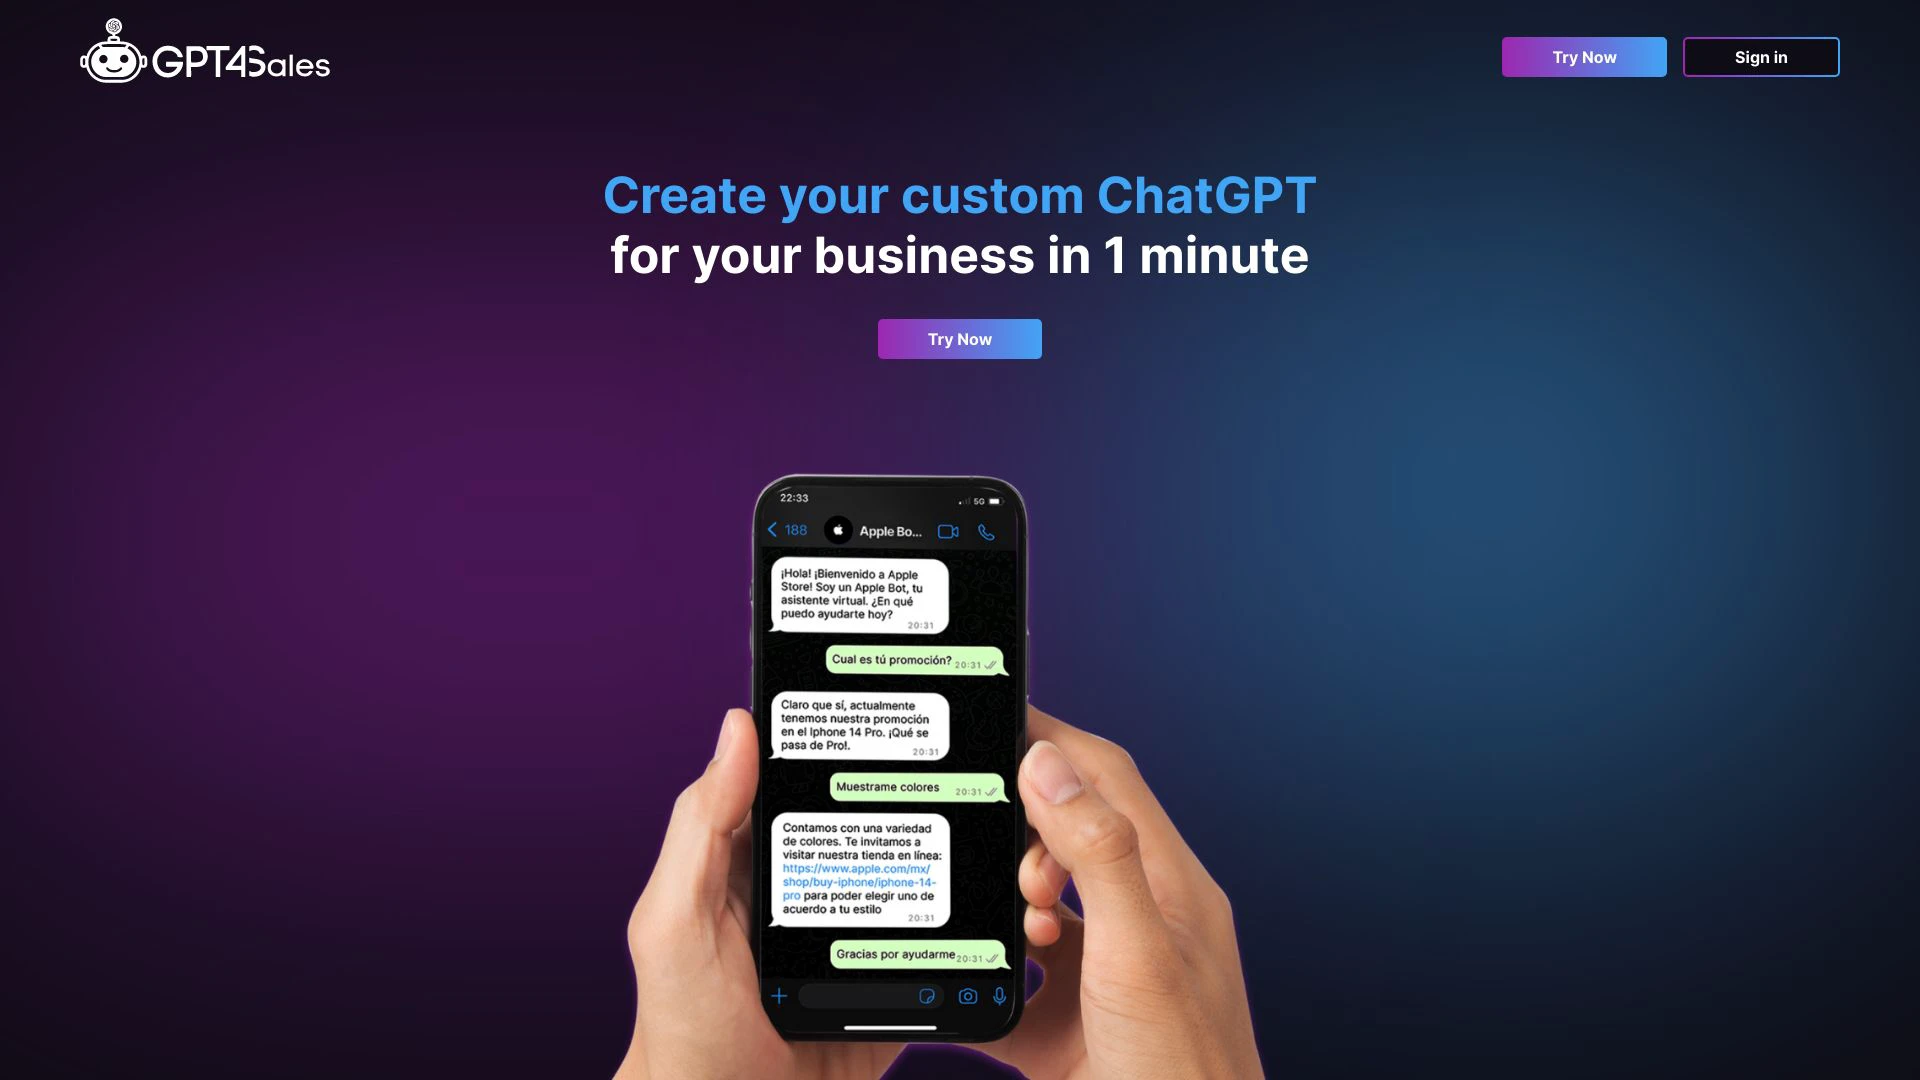 GPT4Sales
Try Now
Sign in
Create your custom ChatGPT
for your business in 1 minute
Try Now
22:33
5G
188
Apple Bo...
¡Hola! ¡Bienvenido a Apple
Store! Soy un Apple Bot, tu
asistente virtual. ¿En qué
puedo ayudarte hoy?
20:31
Cual es tú promoción? 20:31
Claro que sí, actualmente
tenemos nuestra promoción
en el Iphone 14 Pro. ¡Qué se
pasa de Pro!.
20:31
Muestrame colores 20:31
Contamos con una variedad
de colores. Te invitamos a
visitar nuestra tienda en línea:
https://www.apple.com/mx/
shop/buy-iphone/iphone-14-
pro para poder elegir uno de
acuerdo a tu estilo
20:31
Gracias por ayudarme 20:31